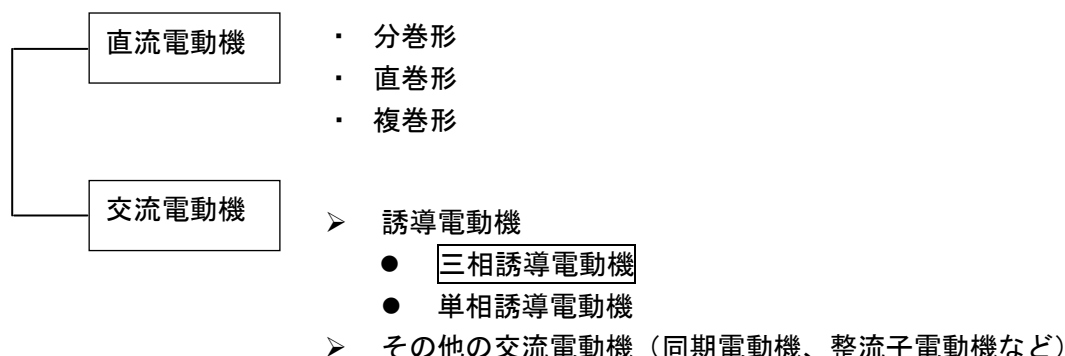 直流電動機
・ 分巻形
・ 直巻形
・ 複巻形
交流電動機
➢ 誘導電動機
● 三相誘導電動機
● 単相誘導電動機
➢ その他の交流電動機（同期電動機、整流子電動機など）